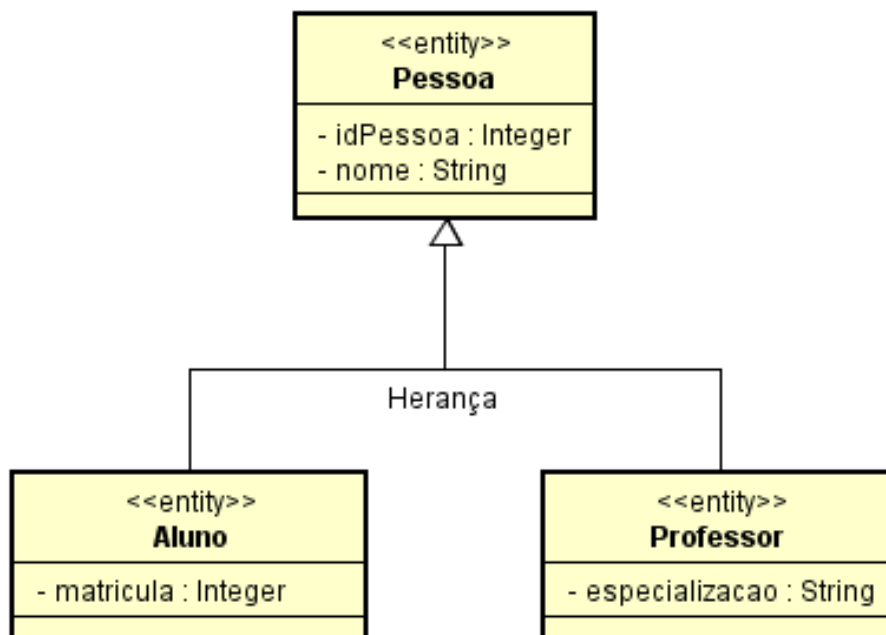 <<entity>>
Pessoa
- idPessoa : Integer
- nome : String
Herança
<<entity>>
Aluno
- matricula : Integer
<<entity>>
Professor
- especializacao : String